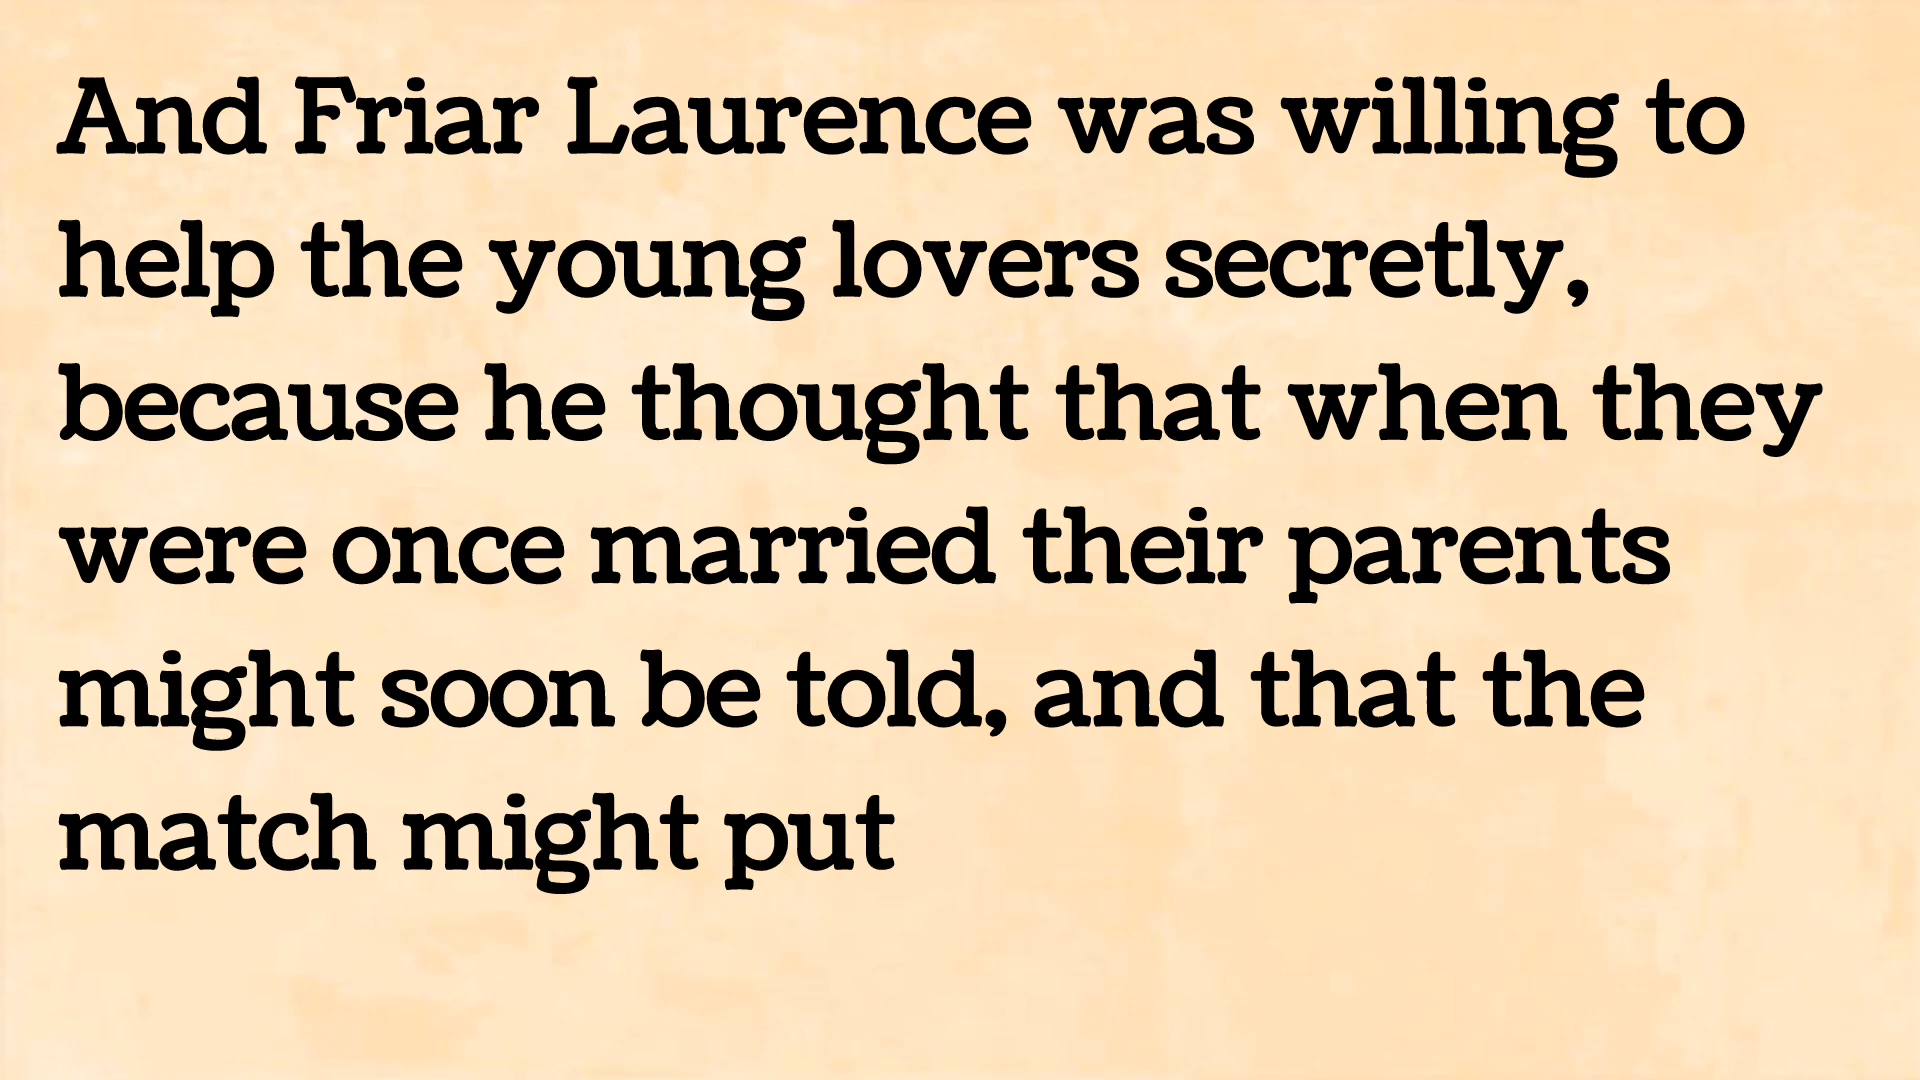 And Friar Laurence was willing to
help the young lovers secretly,
because he thought that when they
were once married their parents
might soon be told, and that the
match might put